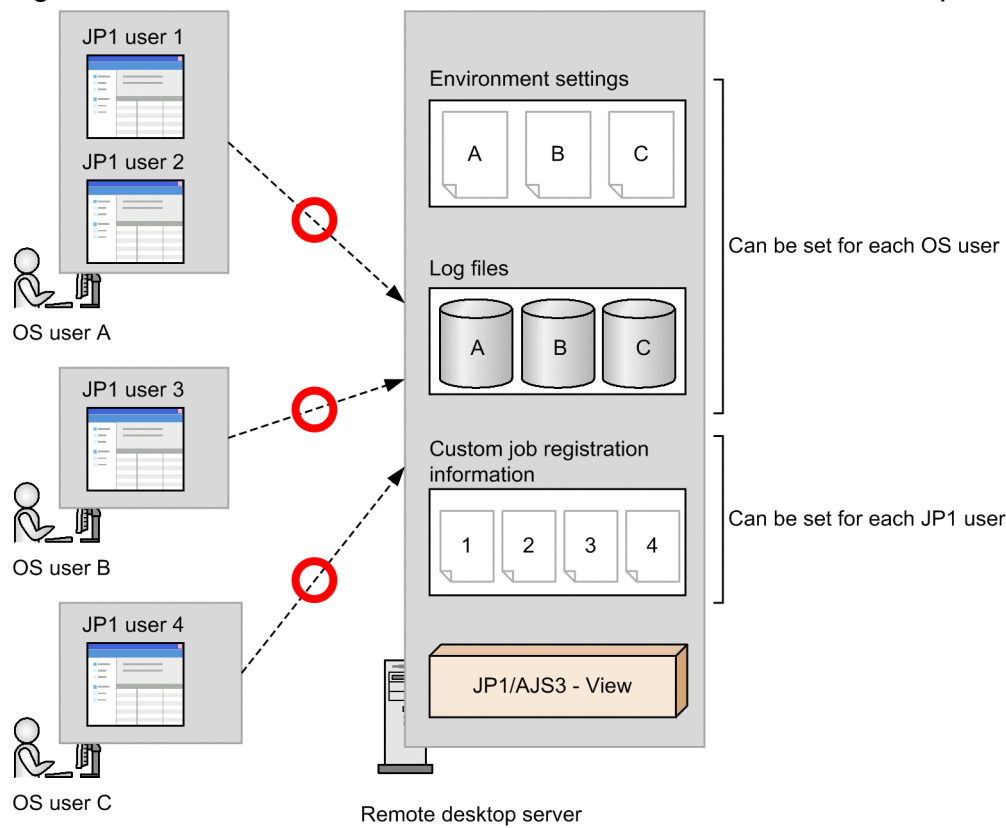 JP1 user 1
JP1 user 2
OS user A
JP1 user 3
OS user B
JP1 user 4
OS user C
Environment settings
A B C
Log files
A B C
Custom job registration
information
1 2 3 4
JP1/AJS3 - View
Remote desktop server
Can be set for each OS user
Can be set for each JP1 user